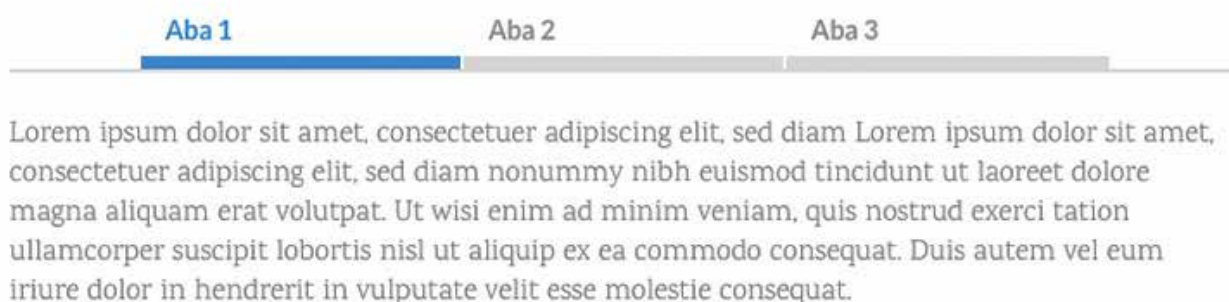 Aba 1 Aba 2 Aba 3
Lorem ipsum dolor sit amet, consectetuer adipiscing elit, sed diam Lorem ipsum dolor sit amet,
consectetuer adipiscing elit, sed diam nonummy nibh euismod tincidunt ut laoreet dolore
magna aliquam erat volutpat. Ut wisi enim ad minim veniam, quis nostrud exerci tation
ullamcorper suscipit lobortis nisl ut aliquip ex ea commodo consequat. Duis autem vel eum
iriure dolor in hendrerit in vulputate velit esse molestie consequat.